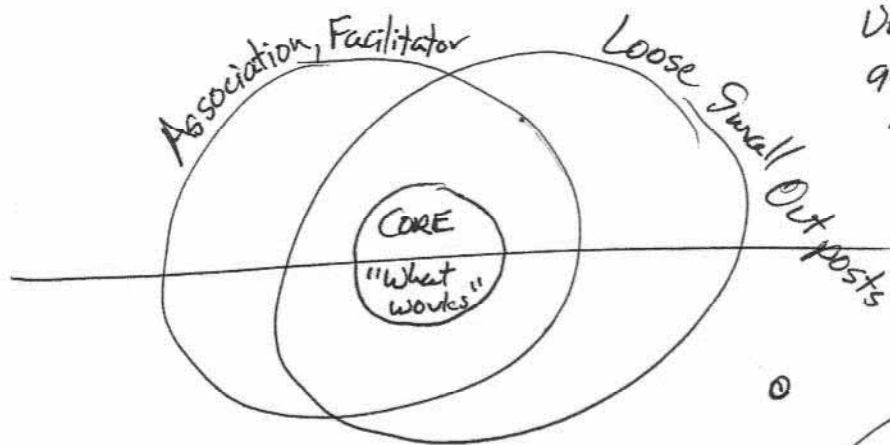 Association, Facilitator
Loose Small Outposts
CORE
"What
works"